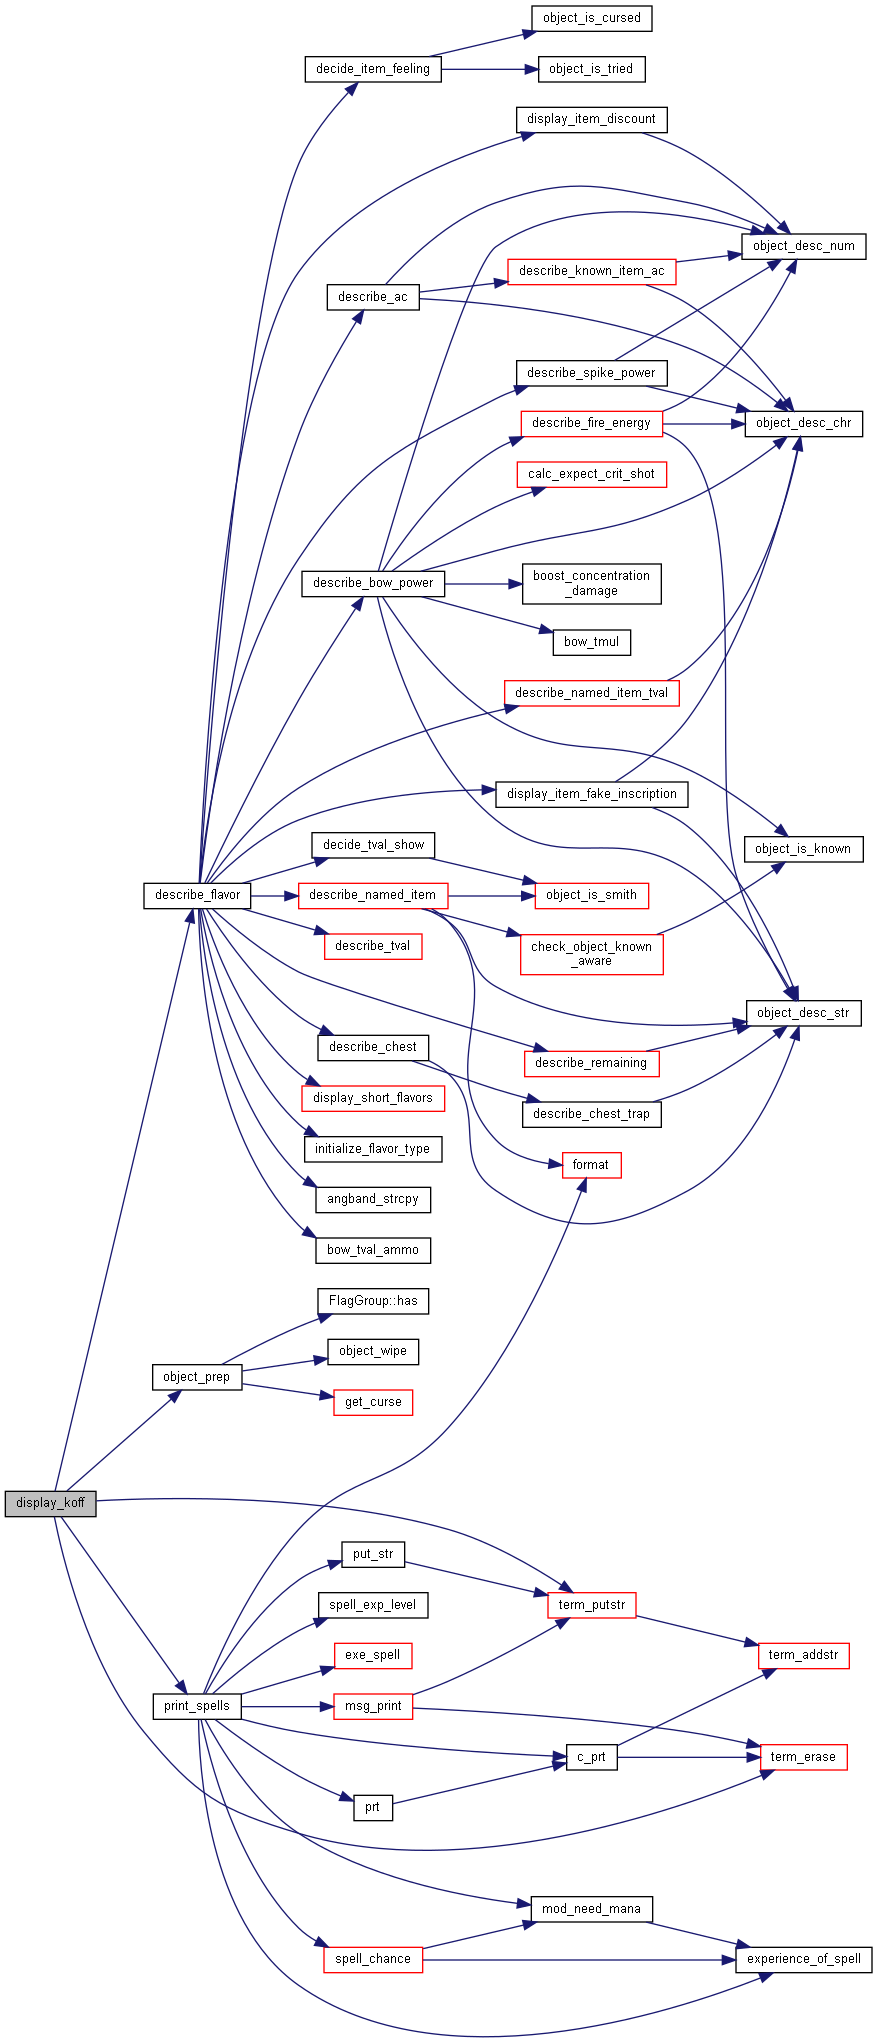 object_is_cursed
decide_item_feeling
object_is_tried
display_item_discount
object_desc_num
describe_known_item_ac
describe_ac
describe_spike_power
describe_fire_energy
object_desc_chr
calc_expect_crit_shot
describe_bow_power
boost_concentration
_damage
bow_tmul
describe_named_item_tval
display_item_fake_inscription
decide_tval_show
object_is_known
describe_flavor
describe_named_item
object_is_smith
describe_tval
check_object_known
_aware
object_desc_str
describe_chest
describe_remaining
display_short_flavors
describe_chest_trap
initialize_flavor_type
format
angband_strcpy
bow_tval_ammo
FlagGroup::has
object_wipe
object_prep
get_curse
display_koff
put_str
spell_exp_level
term_putstr
exe_spell
term_addstr
print_spells
msg_print
c_prt
term_erase
prt
mod_need_mana
spell_chance
experience_of_spell